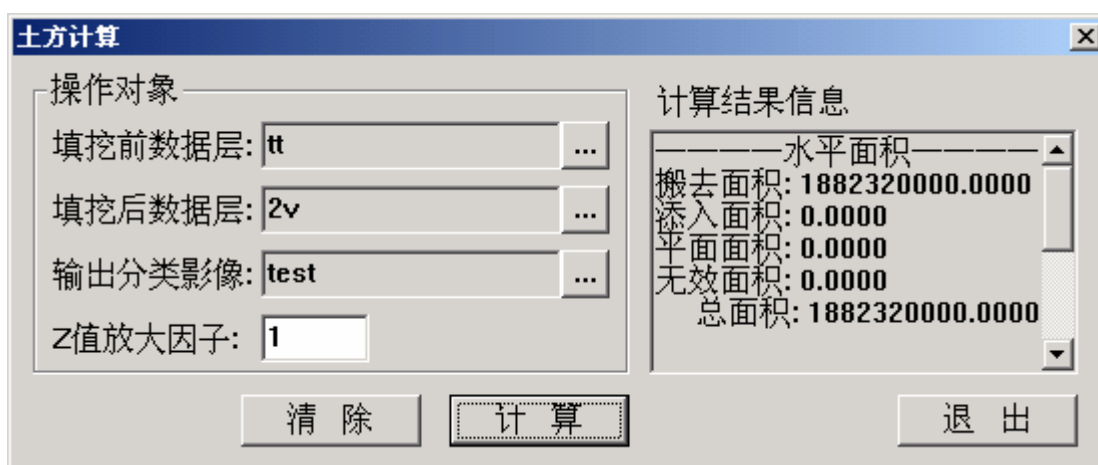 土方计算
操作对象
填挖前数据层: tt ...
填挖后数据层: 2v ...
输出分类影像: test ...
Z值放大因子: 1
计算结果信息
————水平面积————
搬去面积: 1882320000.0000
添入面积: 0.0000
平面面积: 0.0000
无效面积: 0.0000
总面积: 1882320000.0000
清 除
计 算
退 出